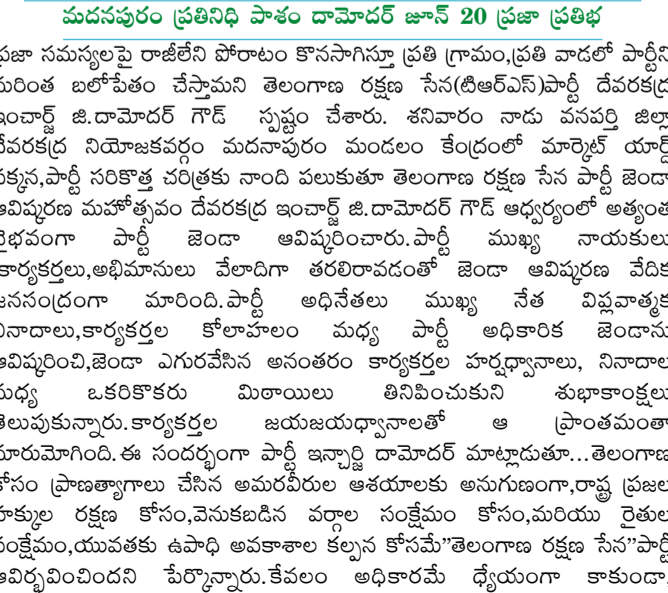 మదనపురం ప్రతినిధి పాశం దామోదర్ జూన్ 20 ప్రజా ప్రతిభ
ప్రజా సమస్యలపై రాజీలేని పోరాటం కొనసాగిస్తూ ప్రతి గ్రామం,ప్రతి వాడలో పార్టీని
మరింత బలోపేతం చేస్తామని తెలంగాణ రక్షణ సేన(టిఆర్ఎస్)పార్టీ దేవరకద్ర
ఇంచార్జ్ జి.దామోదర్ గౌడ్ స్పష్టం చేశారు. శనివారం నాడు వనపర్తి జిల్లా
దేవరకద్ర నియోజకవర్గం మదనాపురం మండలం కేంద్రంలో మార్కెట్ యార్డ్
పక్కన,పార్టీ సరికొత్త చరిత్రకు నాంది పలుకుతూ తెలంగాణ రక్షణ సేన పార్టీ జెండా
ఆవిష్కరణ మహోత్సవం దేవరకద్ర ఇంచార్జ్ జి.దామోదర్ గౌడ్ ఆధ్వర్యంలో అత్యంత
వైభవంగా పార్టీ జెండా ఆవిష్కరించారు.పార్టీ ముఖ్య నాయకులు
కార్యకర్తలు,అభిమానులు వేలాదిగా తరలిరావడంతో జెండా ఆవిష్కరణ వేదిక
జనసంద్రంగా మారింది.పార్టీ అధినేతలు ముఖ్య నేత విప్లవాత్మక
నినాదాలు,కార్యకర్తల కోలాహలం మధ్య పార్టీ అధికారిక జెండాను
ఆవిష్కరించి,జెండా ఎగురవేసిన అనంతరం కార్యకర్తల హర్షధ్వానాలు, నినాదాల
మధ్య ఒకరికొకరు మిఠాయిలు తినిపించుకుని శుభాకాంక్షలు
తెలుపుకున్నారు.కార్యకర్తల జయజయధ్వానాలతో ఆ ప్రాంతమంతా
మారుమోగింది.ఈ సందర్భంగా పార్టీ ఇన్చార్జి దామోదర్ మాట్లాడుతూ...తెలంగాణ
కోసం ప్రాణత్యాగాలు చేసిన అమరవీరుల ఆశయాలకు అనుగుణంగా,రాష్ట్ర ప్రజల
హక్కుల రక్షణ కోసం,వెనుకబడిన వర్గాల సంక్షేమం కోసం,మరియు రైతుల
సంక్షేమం,యువతకు ఉపాధి అవకాశాల కల్పన కోసమే"తెలంగాణ రక్షణ సేన"పార్టీ
ఆవిర్భవించిందని పేర్కొన్నారు.కేవలం అధికారమే ధ్యేయంగా కాకుండా,